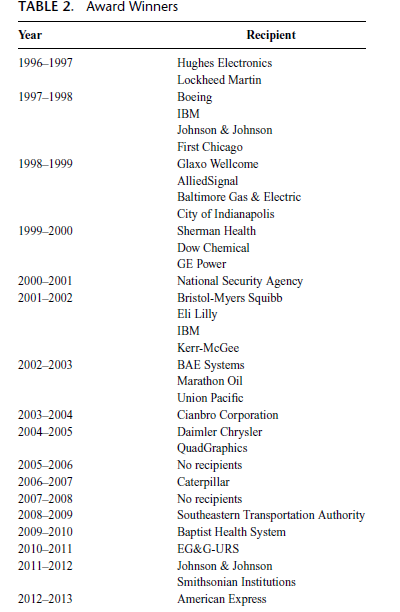 TABLE 2. Award Winners
Year Recipient
1996–1997 Hughes Electronics
Lockheed Martin
1997–1998 Boeing
IBM
Johnson & Johnson
First Chicago
1998–1999 Glaxo Wellcome
AlliedSignal
Baltimore Gas & Electric
City of Indianapolis
1999–2000 Sherman Health
Dow Chemical
GE Power
2000–2001 National Security Agency
2001–2002 Bristol-Myers Squibb
Eli Lilly
IBM
Kerr-McGee
2002–2003 BAE Systems
Marathon Oil
Union Pacific
2003–2004 Cianbro Corporation
2004–2005 Daimler Chrysler
QuadGraphics
2005–2006 No recipients
2006–2007 Caterpillar
2007–2008 No recipients
2008–2009 Southeastern Transportation Authority
2009–2010 Baptist Health System
2010–2011 EG&G-URS
2011–2012 Johnson & Johnson
Smithsonian Institutions
2012–2013 American Express